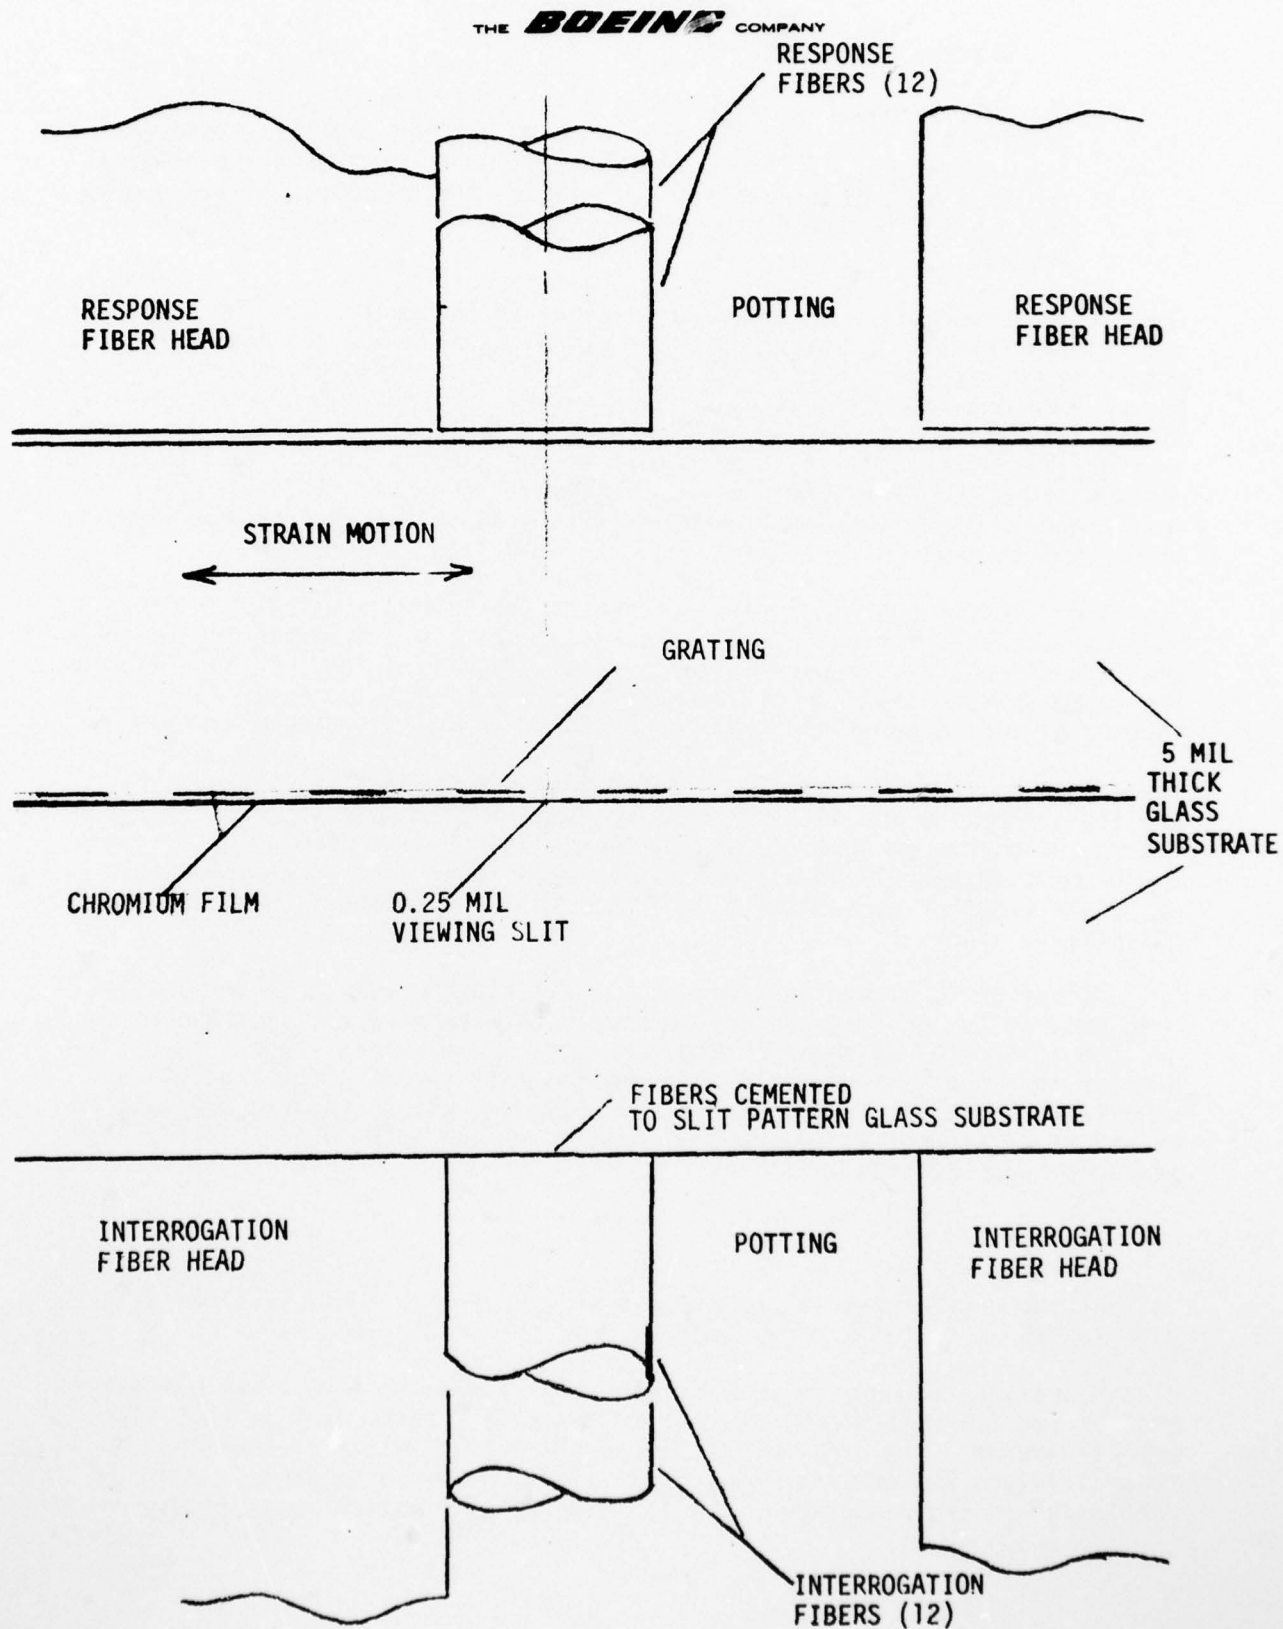 THE BOEING COMPANY
RESPONSE
FIBERS (12)
RESPONSE
FIBER HEAD
POTTING
RESPONSE
FIBER HEAD
STRAIN MOTION
GRATING
5 MIL
THICK
GLASS
SUBSTRATE
CHROMIUM FILM
0.25 MIL
VIEWING SLIT
FIBERS CEMENTED
TO SLIT PATTERN GLASS SUBSTRATE
INTERROGATION
FIBER HEAD
POTTING
INTERROGATION
FIBER HEAD
INTERROGATION
FIBERS (12)